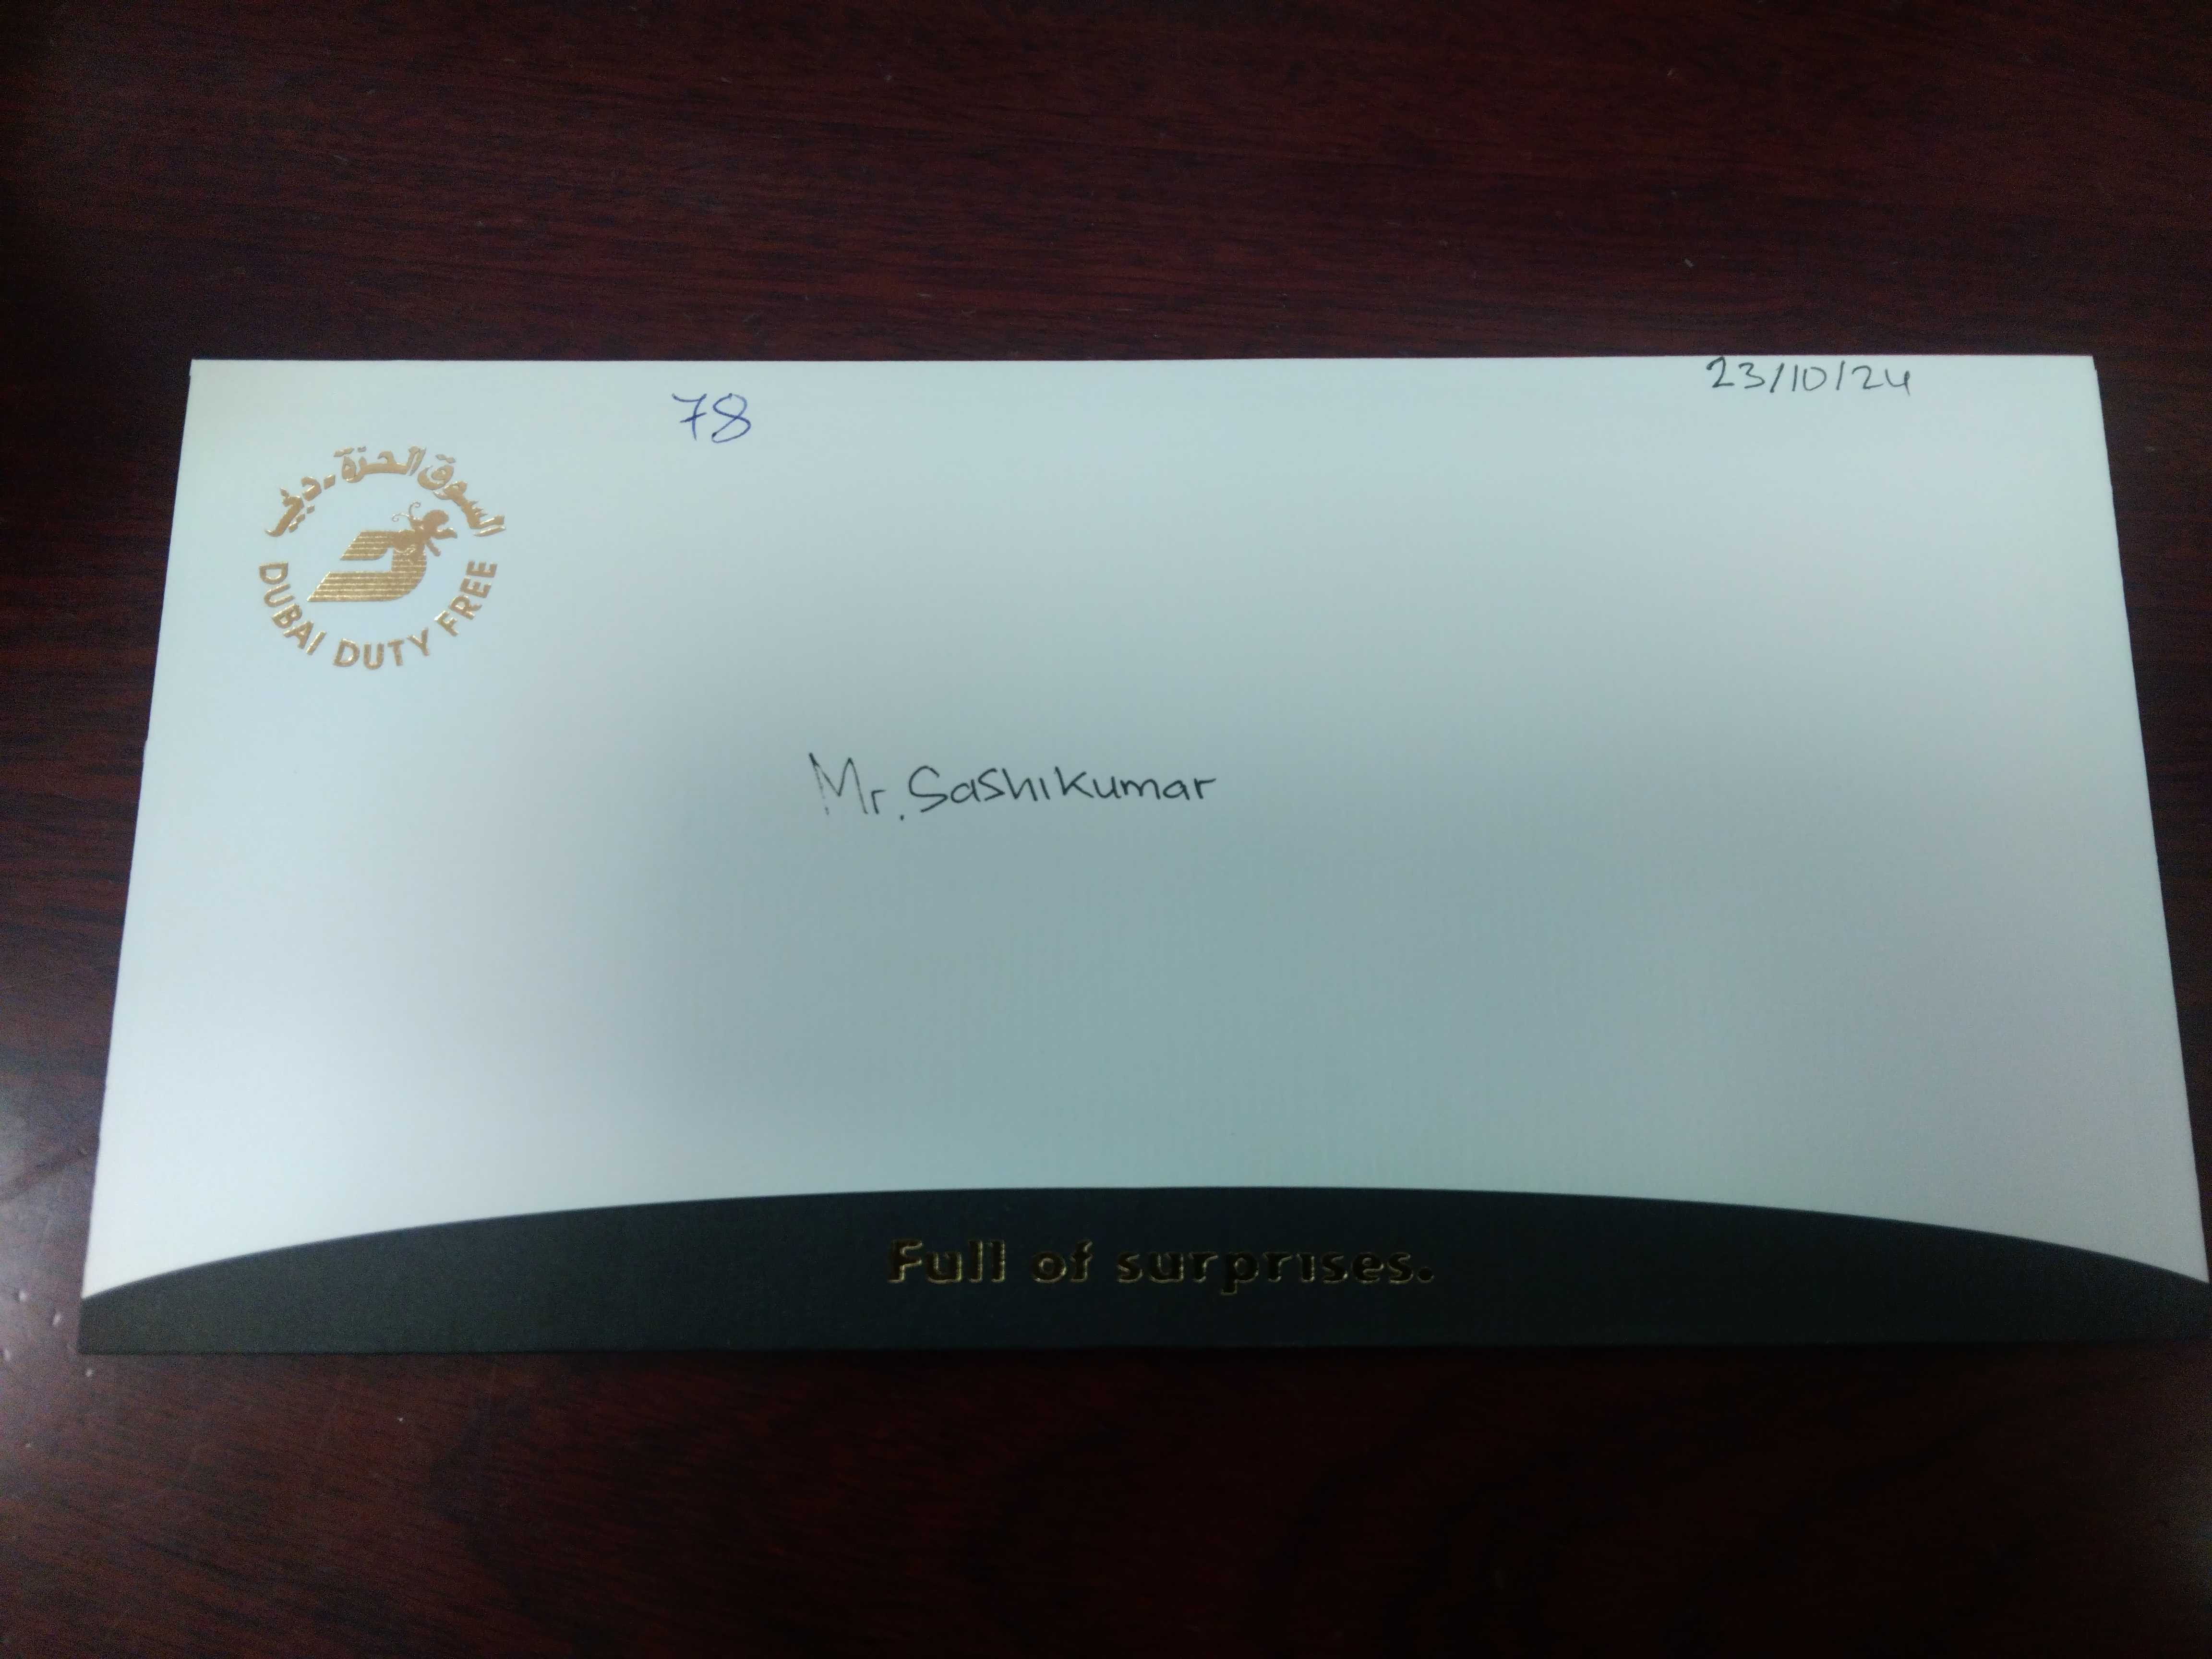 23/10/24
78
السوق الحرة - دبي
DUBAI DUTY FREE
Mr. Sashikumar
Full of surprises.